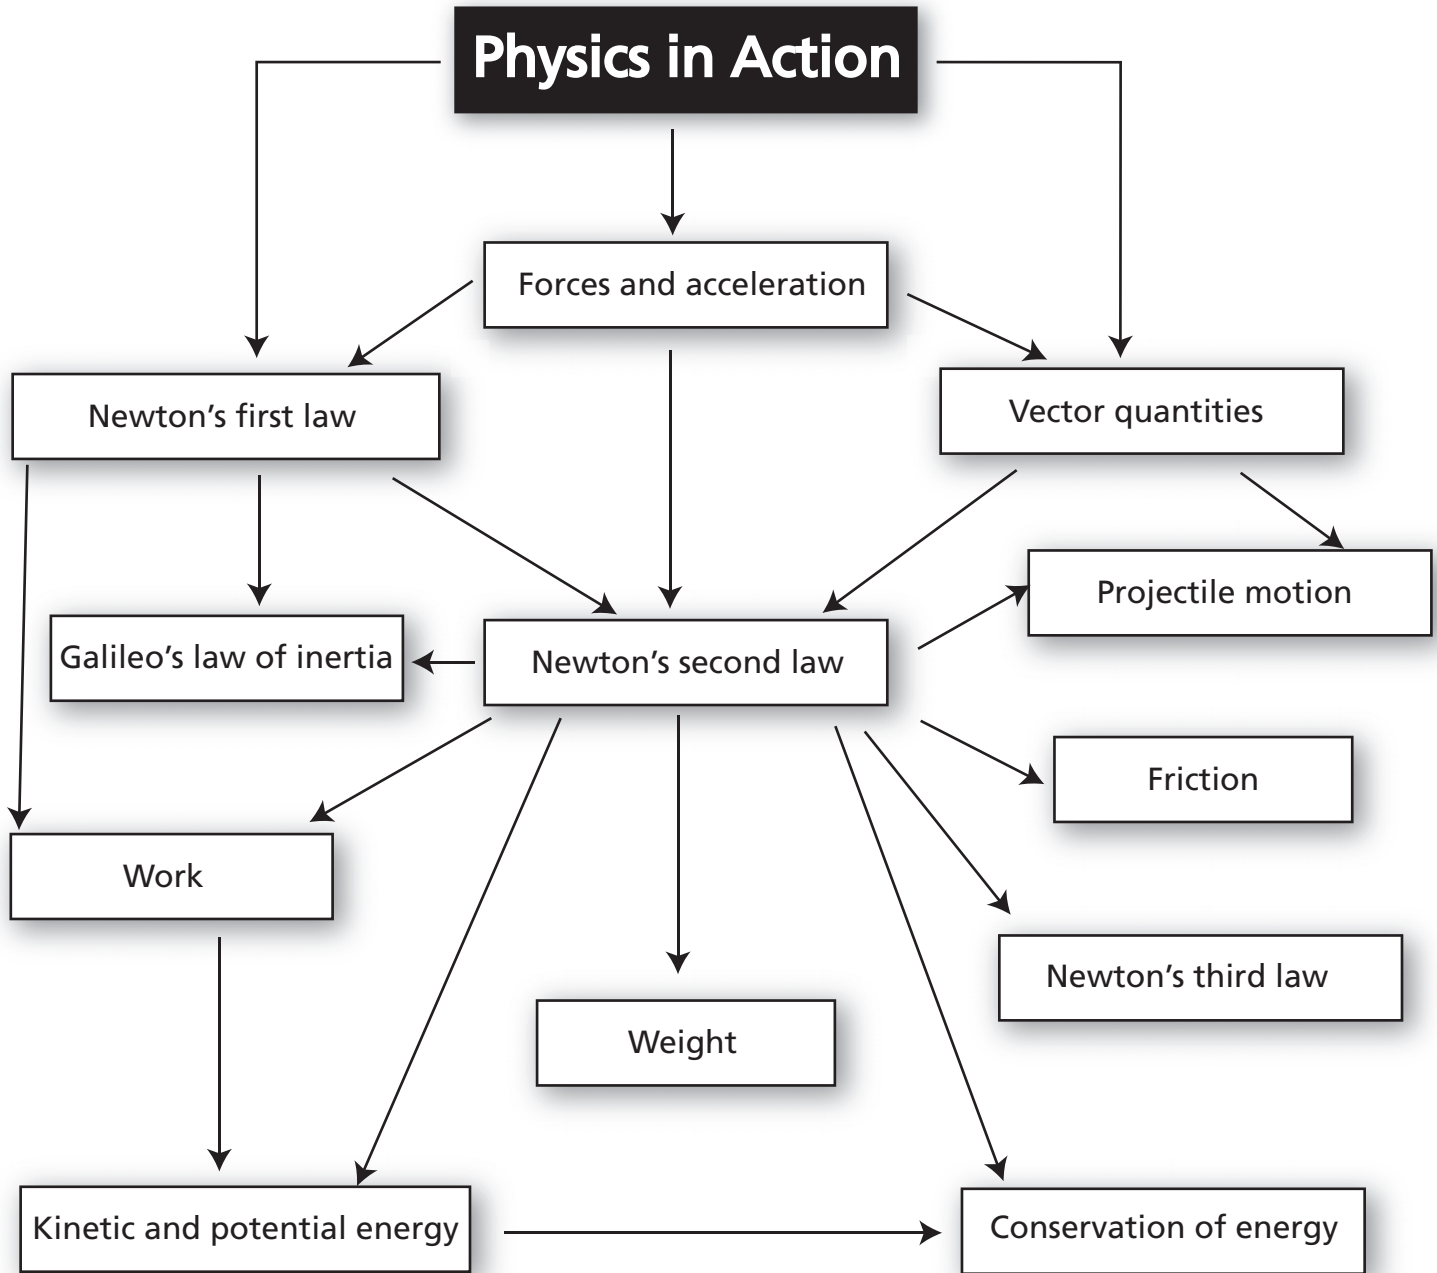 Physics in Action
Forces and acceleration
Newton’s first law
Vector quantities
Projectile motion
Galileo’s law of inertia
Newton’s second law
Friction
Work
Newton’s third law
Weight
Kinetic and potential energy
Conservation of energy